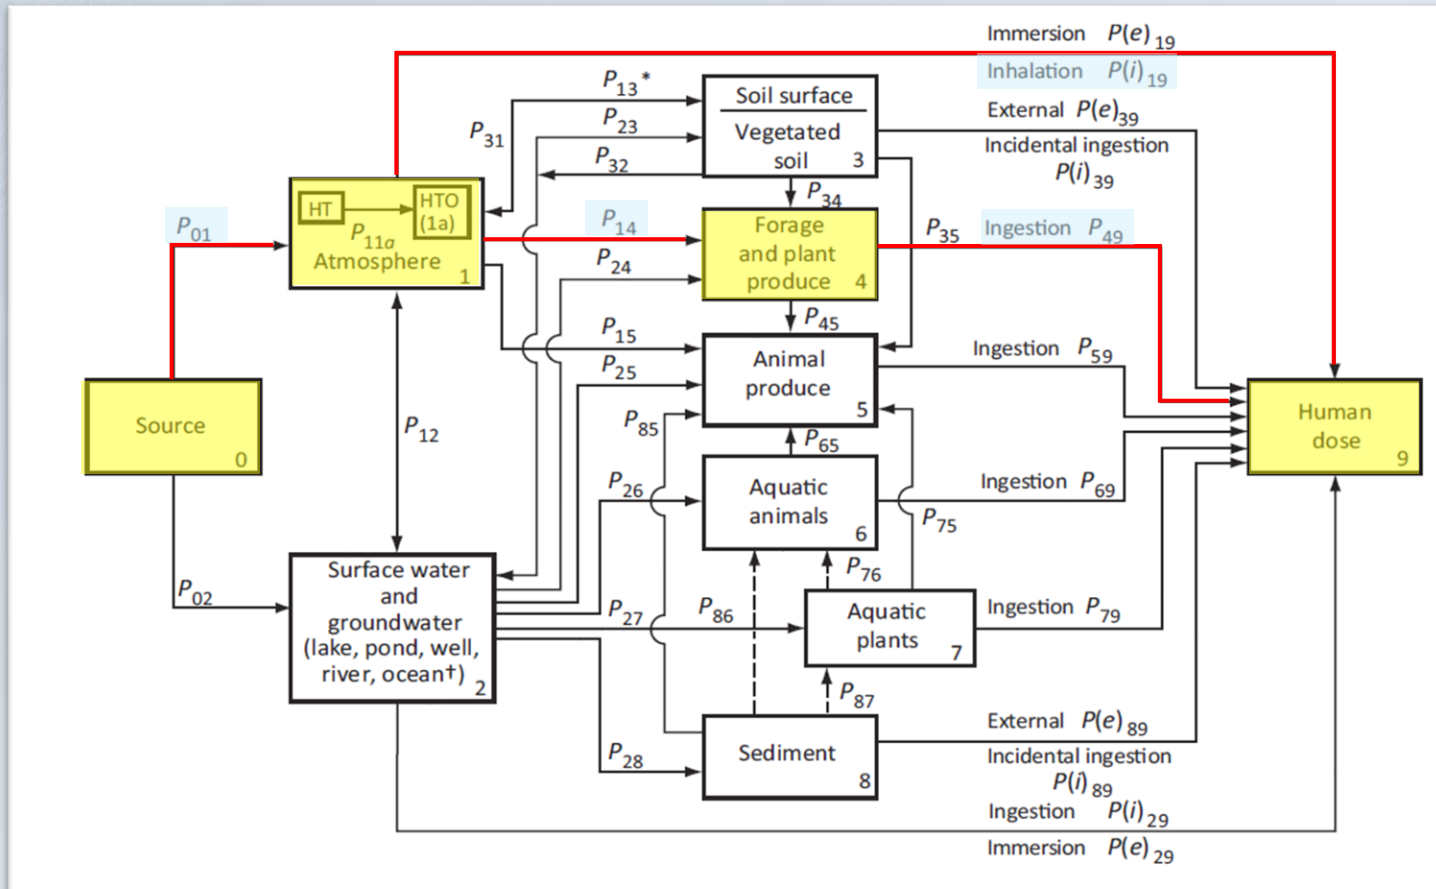 Immersion P(e)19
Inhalation P(i)19
P13*
Soil surface
External P(e)39
P31
P23
Vegetated
soil 3
Incidental ingestion
P(i)39
P32
P34
HT
HTO
(1a)
P11a
Atmosphere
1
P01
P14
Forage
and plant
produce 4
P35
Ingestion P49
P24
P45
P15
Animal
produce
5
Ingestion P59
P25
P85
P65
Source
0
P12
Human
dose
9
P26
Aquatic
animals
6
Ingestion P69
P75
P76
Surface water
and
groundwater
(lake, pond, well,
river, ocean†) 2
P02
P27
P86
Aquatic
plants
7
Ingestion P79
P87
P28
Sediment
8
External P(e)89
Incidental ingestion
P(i)89
Ingestion P(i)29
Immersion P(e)29